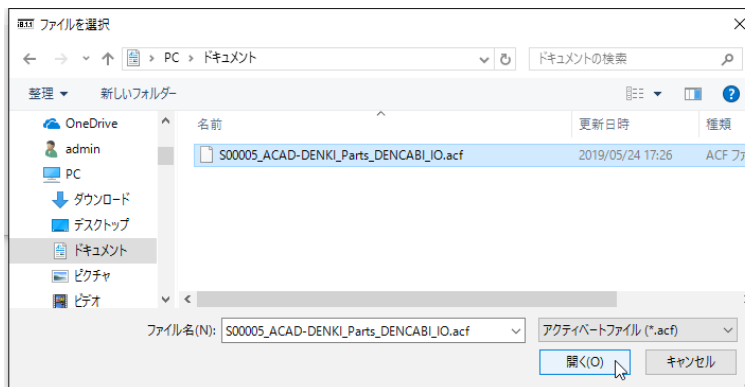 ファイルを選択
PC > ドキュメント
ドキュメントの検索
整理 新しいフォルダー
OneDrive
admin
PC
ダウンロード
デスクトップ
ドキュメント
ピクチャ
ビデオ
名前 更新日時 種類
S00005_ACAD-DENKI_Parts_DENCABI_IO.acf 2019/05/24 17:26 ACF ファ
ファイル名(N): S00005_ACAD-DENKI_Parts_DENCABI_IO.acf アクティベートファイル (*.acf)
開く(O) キャンセル